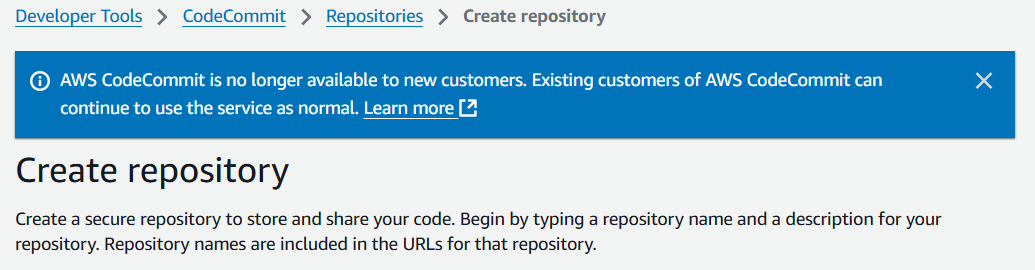 Developer Tools > CodeCommit > Repositories > Create repository
AWS CodeCommit is no longer available to new customers. Existing customers of AWS CodeCommit can
continue to use the service as normal. Learn more
Create repository
Create a secure repository to store and share your code. Begin by typing a repository name and a description for your
repository. Repository names are included in the URLs for that repository.